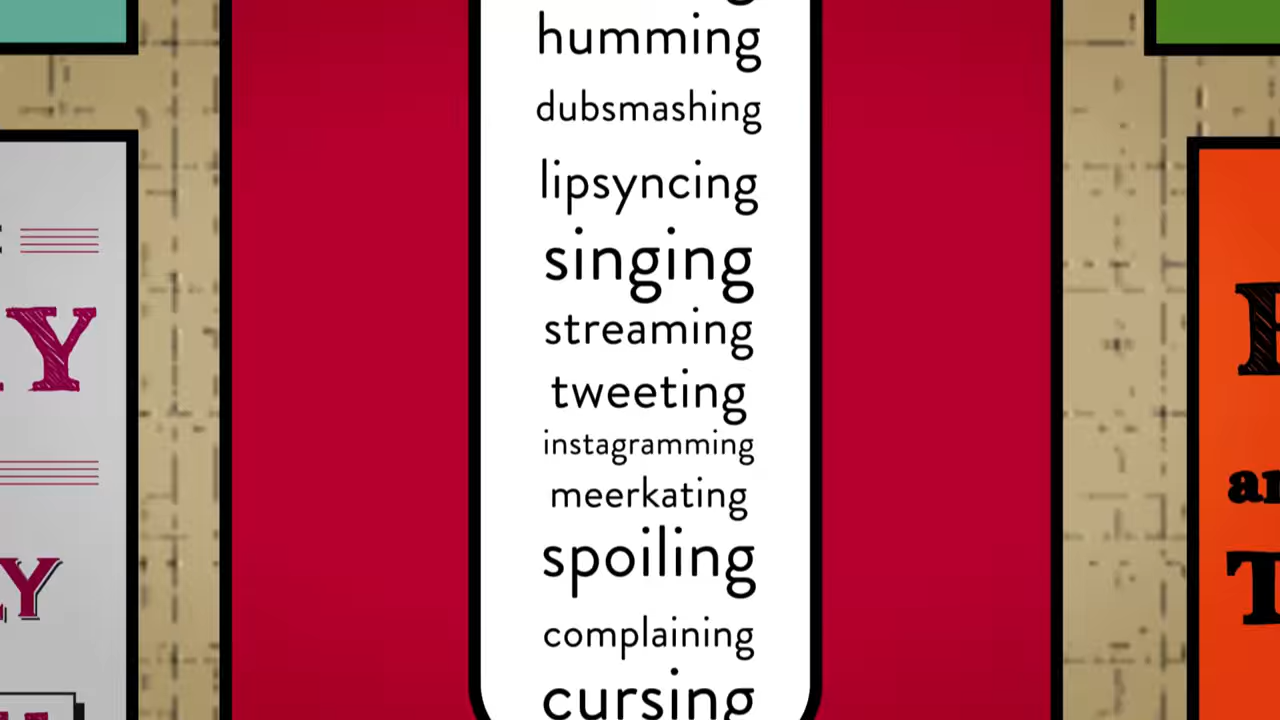 humming
dubsmashing
lipsyncing
singing
streaming
tweeting
instagramming
meerkating
spoiling
complaining
cursing